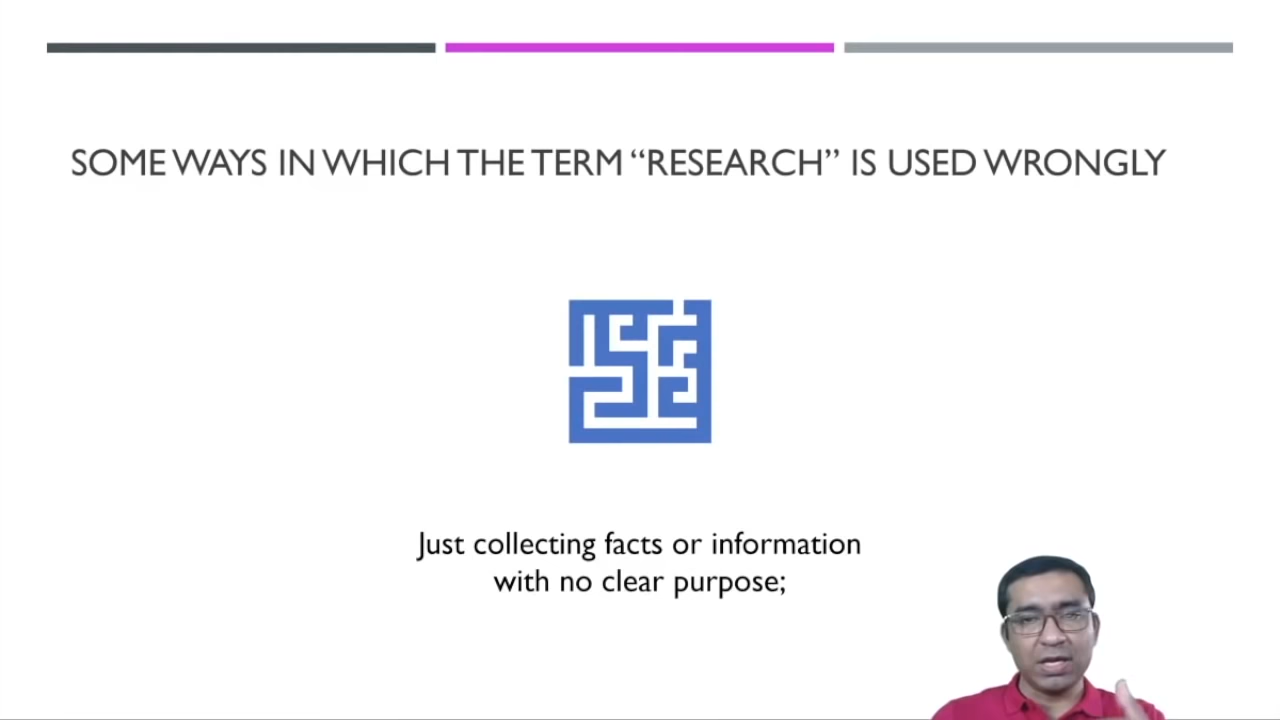 SOME WAYS IN WHICH THE TERM “RESEARCH” IS USED WRONGLY
Just collecting facts or information
with no clear purpose;